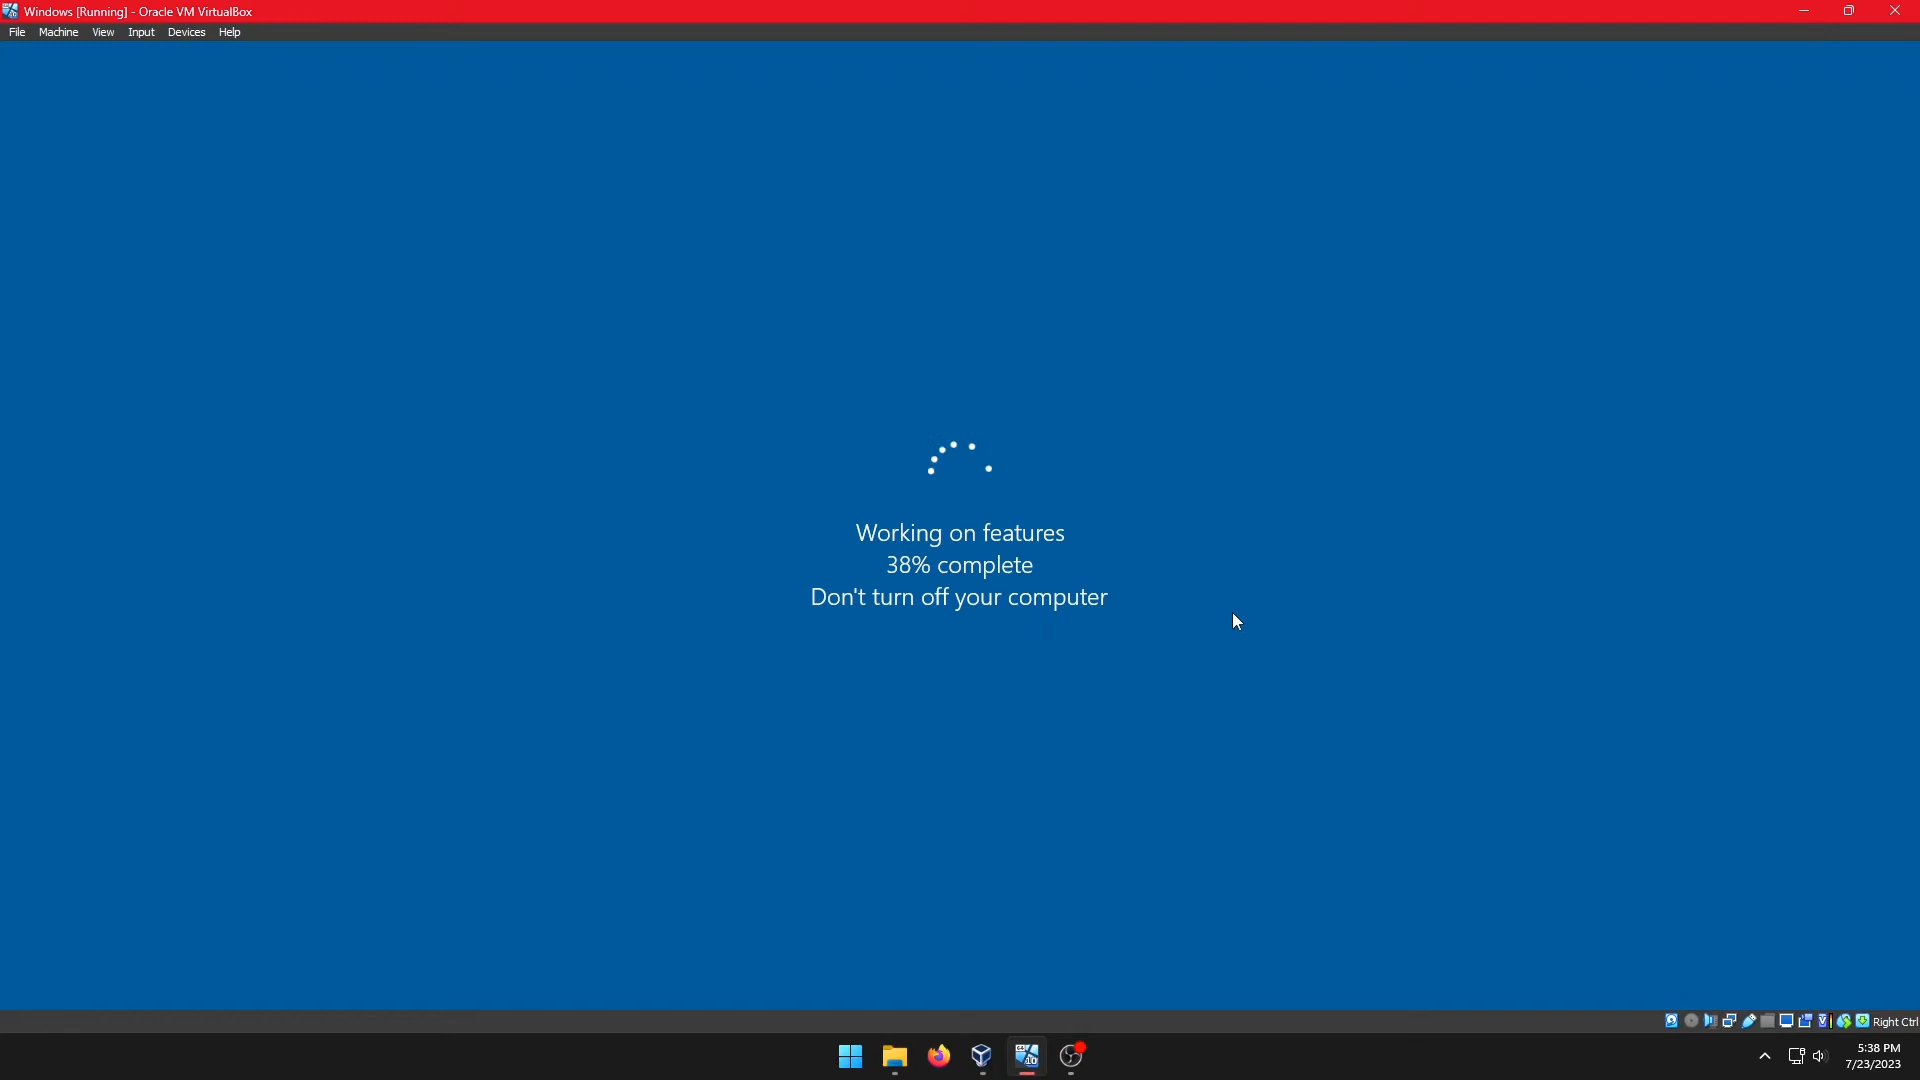 Windows [Running] - Oracle VM VirtualBox
File Machine View Input Devices Help
Working on features
38% complete
Don't turn off your computer
Right Ctrl
5:38 PM
7/23/2023